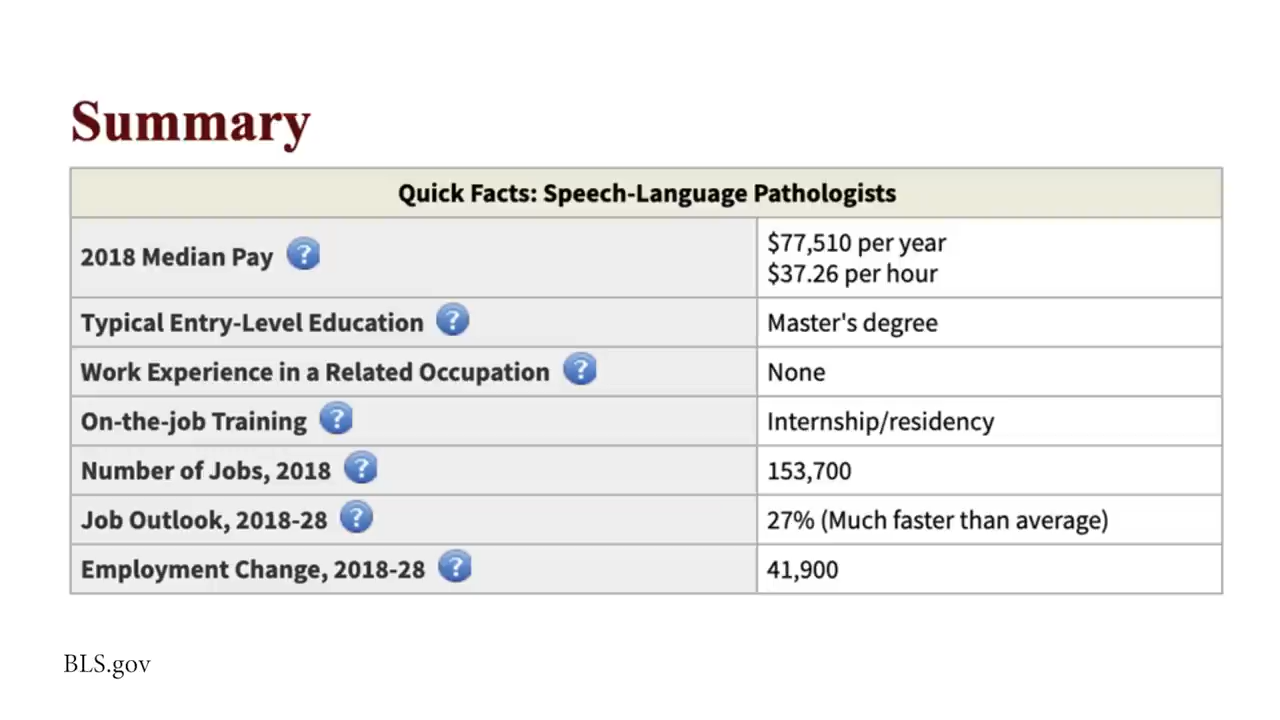 Summary
Quick Facts: Speech-Language Pathologists
2018 Median Pay ?
$77,510 per year
$37.26 per hour
Typical Entry-Level Education ?
Master's degree
Work Experience in a Related Occupation ?
None
On-the-job Training ?
Internship/residency
Number of Jobs, 2018 ?
153,700
Job Outlook, 2018-28 ?
27% (Much faster than average)
Employment Change, 2018-28 ?
41,900
BLS.gov